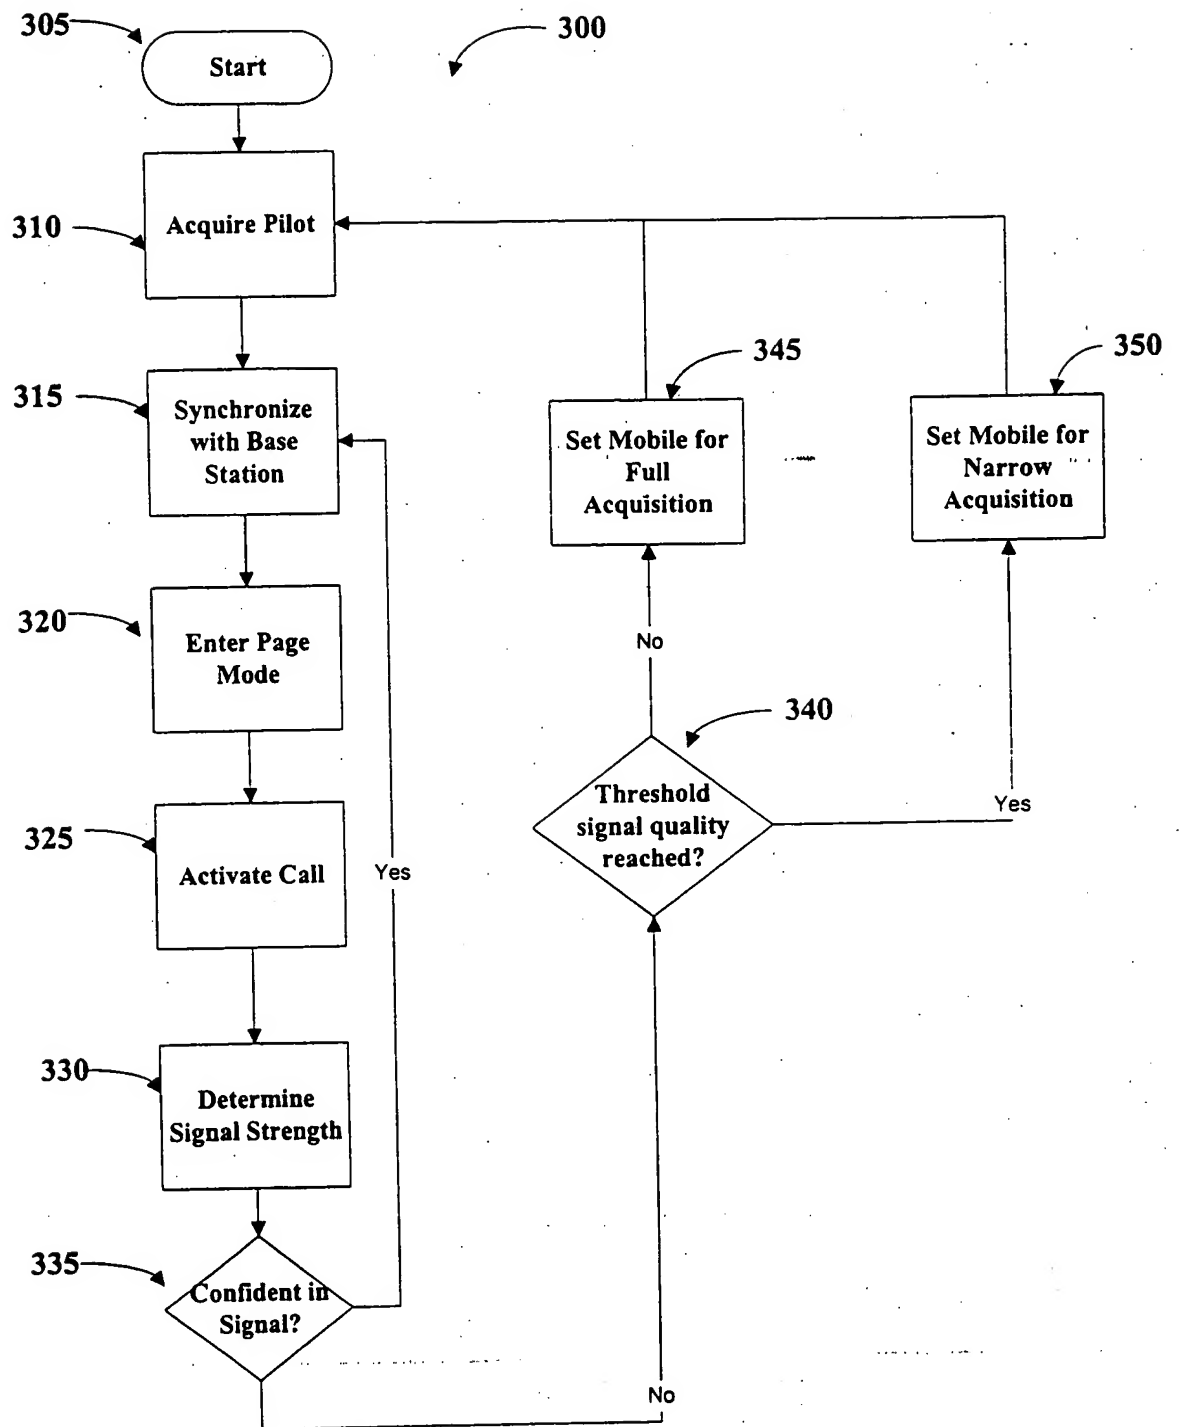 305
300
Start
310
Acquire Pilot
315
Synchronize
with Base
Station
345
350
Set Mobile for
Full
Acquisition
Set Mobile for
Narrow
Acquisition
320
Enter Page
Mode
No
340
Threshold
signal quality
reached?
Yes
325
Activate Call
Yes
330
Determine
Signal Strength
335
Confident in
Signal?
No